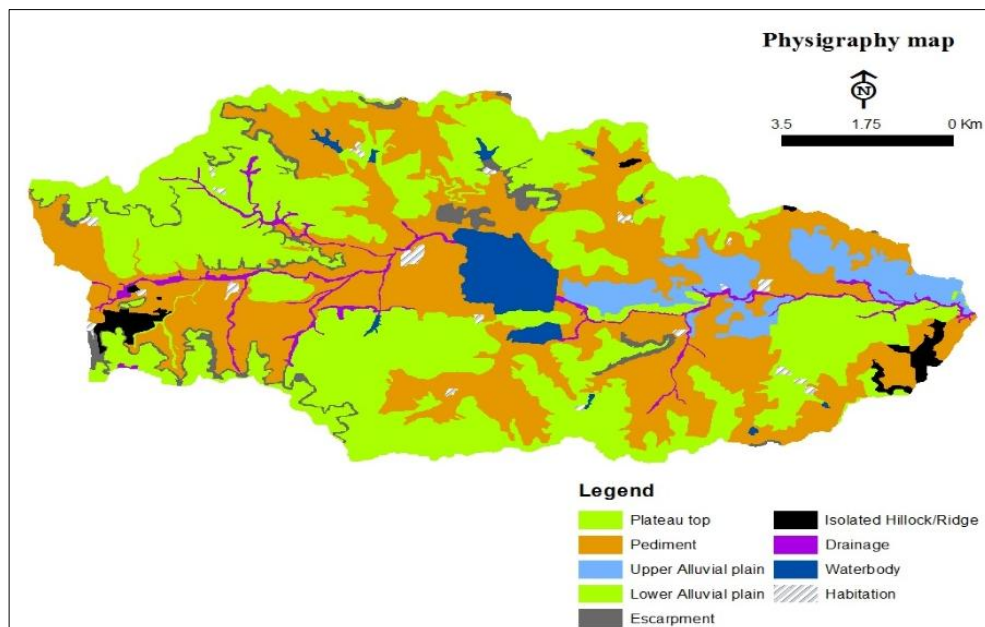 Physigraphy map
N
3.5 1.75 0 Km
Legend
Plateau top
Pediment
Upper Alluvial plain
Lower Alluvial plain
Escarpment
Isolated Hillock/Ridge
Drainage
Waterbody
Habitation